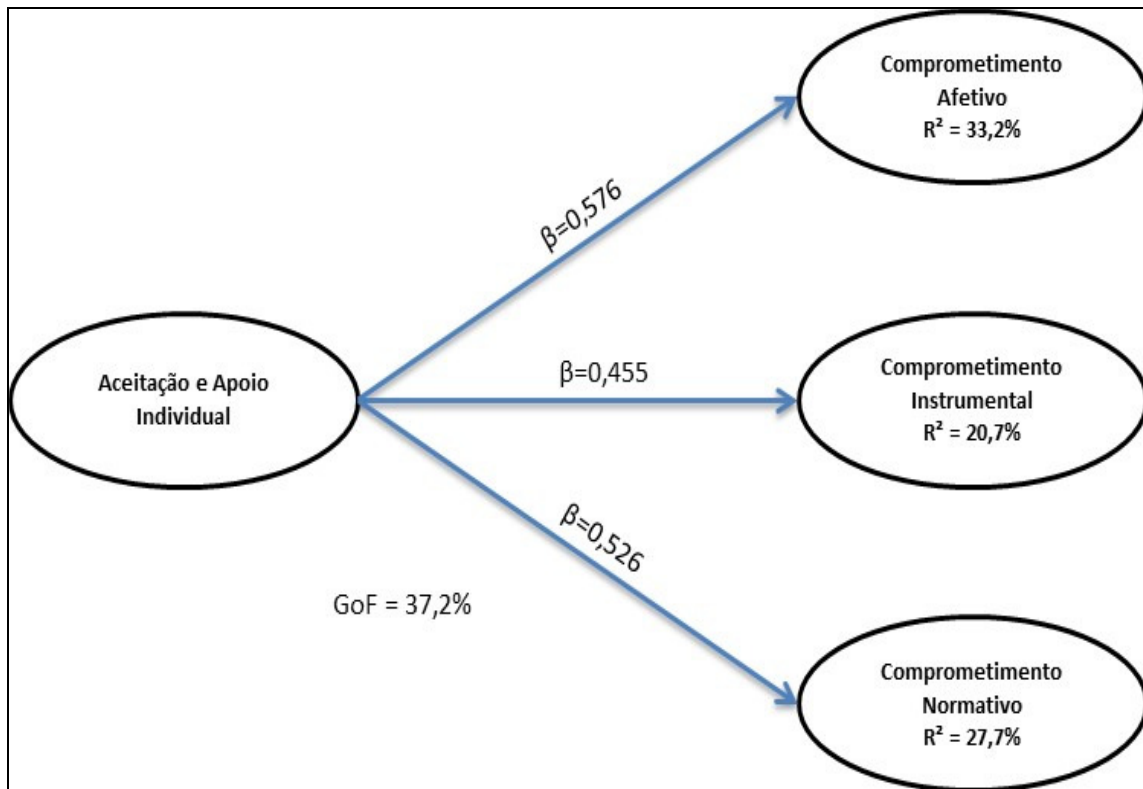 Comprometimento
Afetivo
R² = 33,2%
β=0,576
Aceitação e Apoio
Individual
β=0,455
Comprometimento
Instrumental
R² = 20,7%
β=0,526
GoF = 37,2%
Comprometimento
Normativo
R² = 27,7%